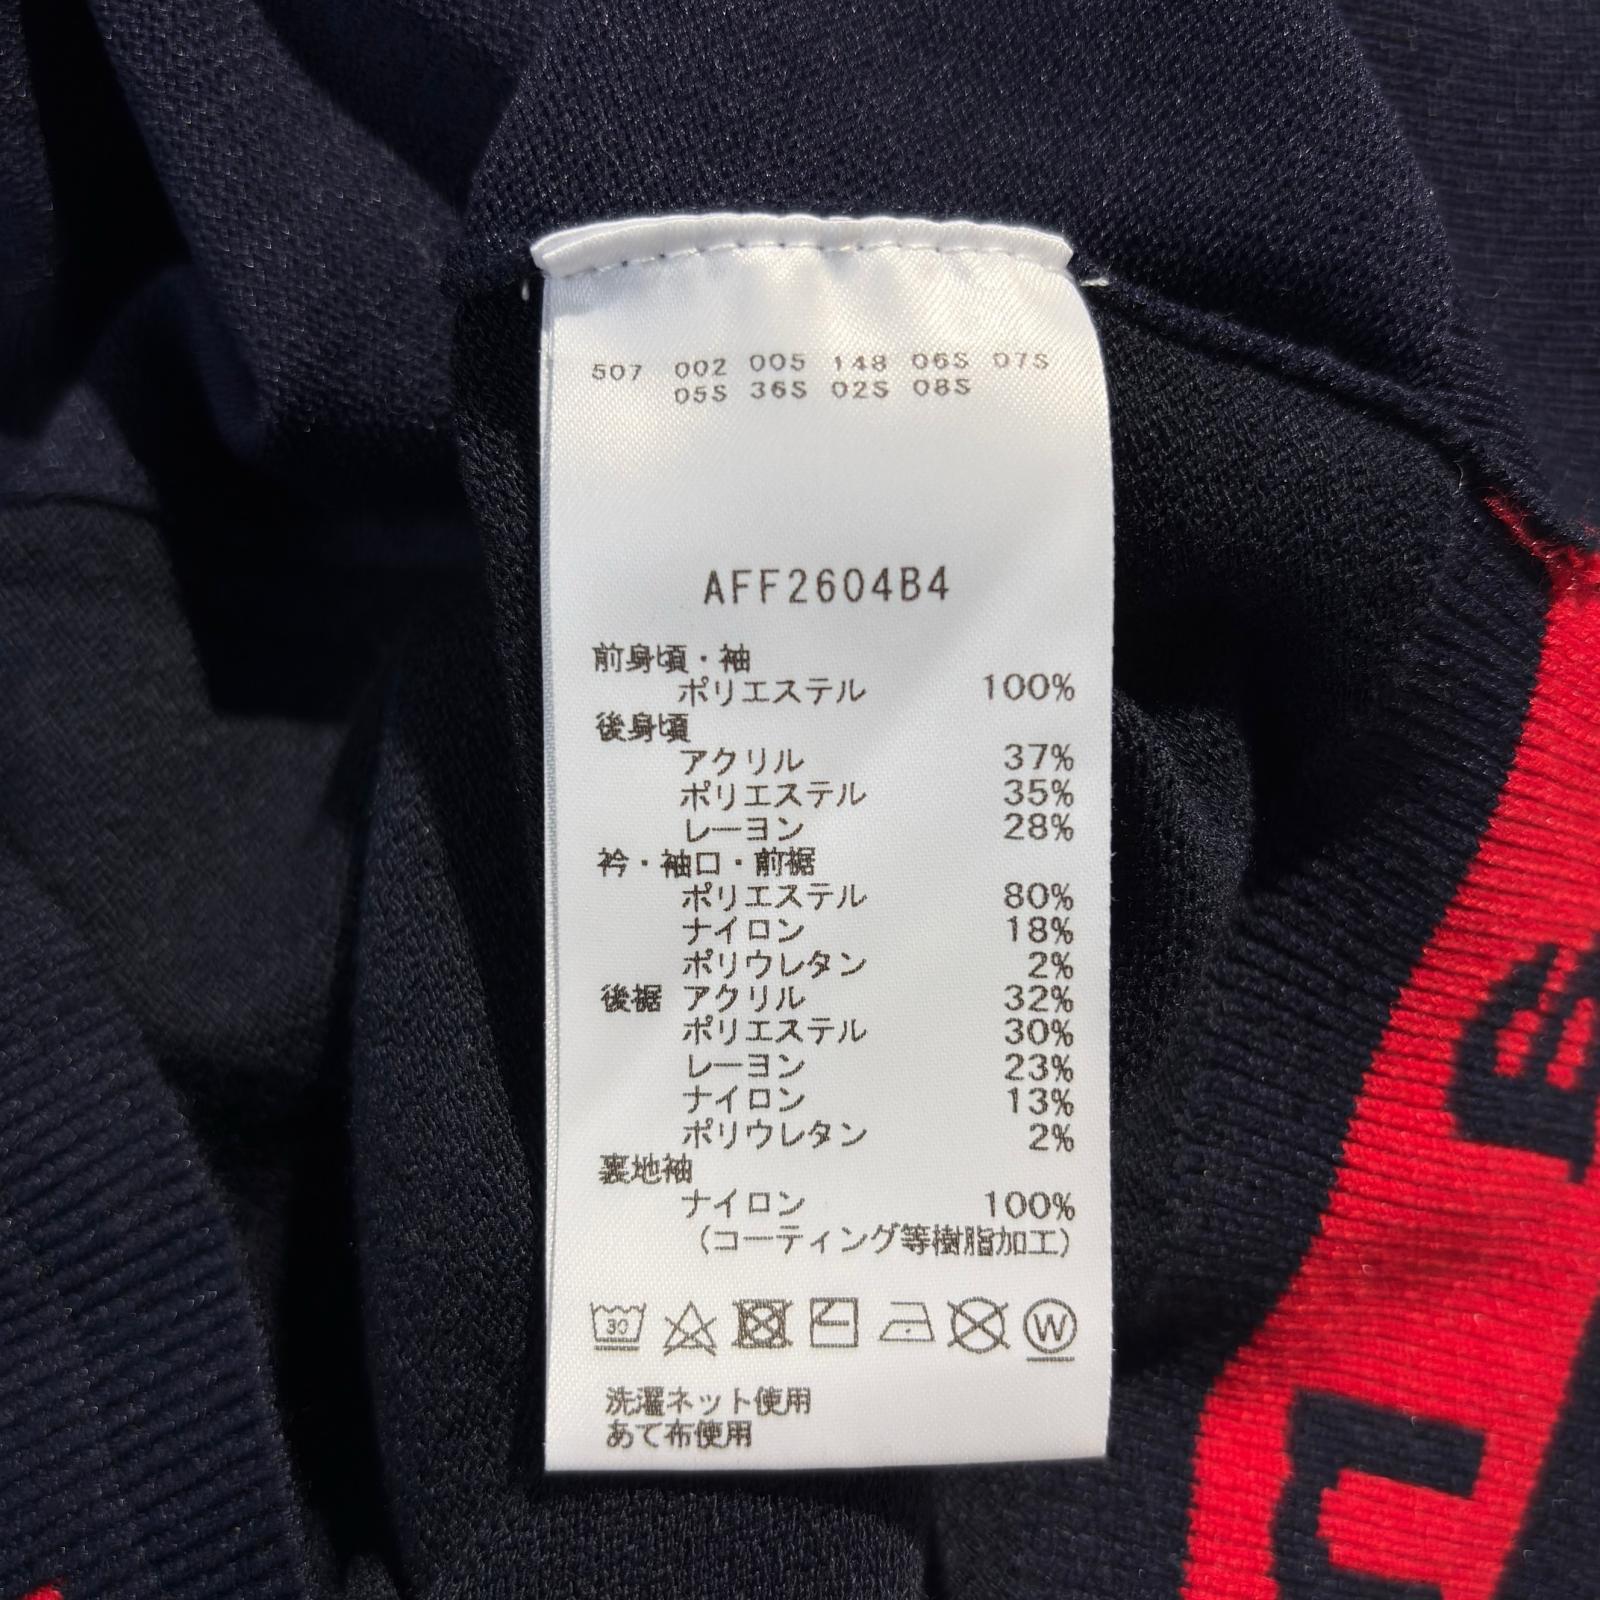 507 002 005 148 06S 07S
05S 36S 02S 08S
AFF2604B4
前身頃・袖
ポリエステル 100%
後身頃
アクリル 37%
ポリエステル 35%
レーヨン 28%
衿・袖口・前裾
ポリエステル 80%
ナイロン 18%
ポリウレタン 2%
後裾 アクリル 32%
ポリエステル 30%
レーヨン 23%
ナイロン 13%
ポリウレタン 2%
裏地袖
ナイロン 100%
(コーティング等樹脂加工)
30 W
洗濯ネット使用
あて布使用